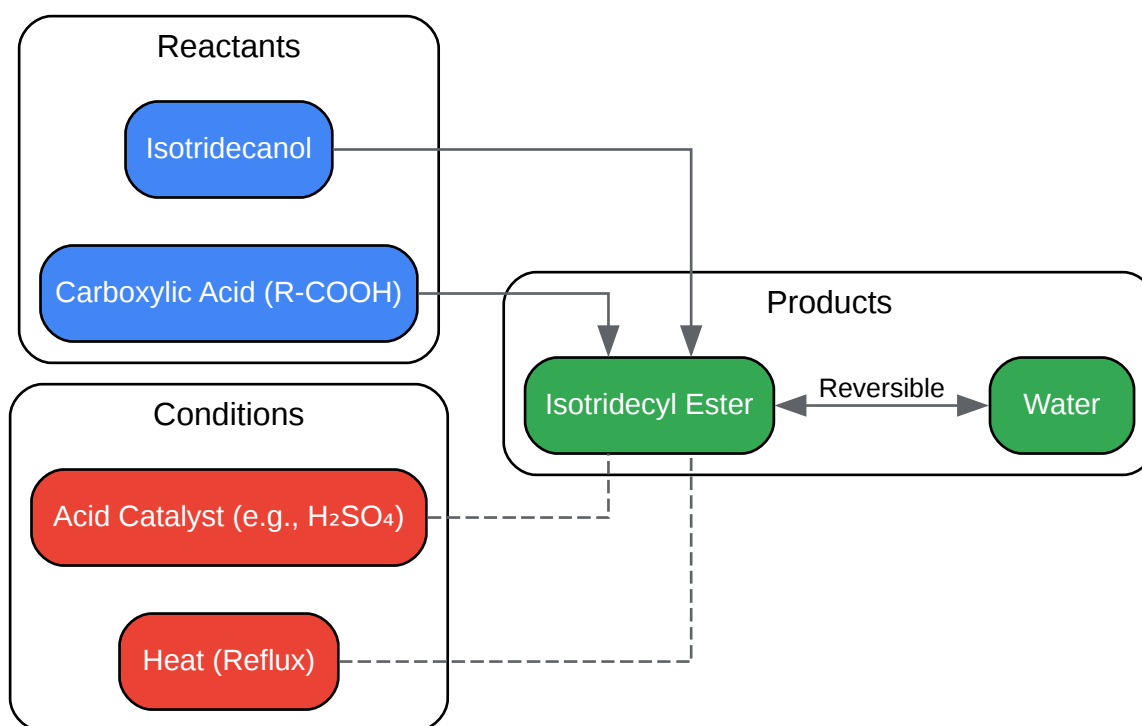 Reactants
Isotridecanol
Carboxylic Acid (R-COOH)
Products
Isotridecyl Ester
Reversible
Water
Conditions
Acid Catalyst (e.g., H₂SO₄)
Heat (Reflux)